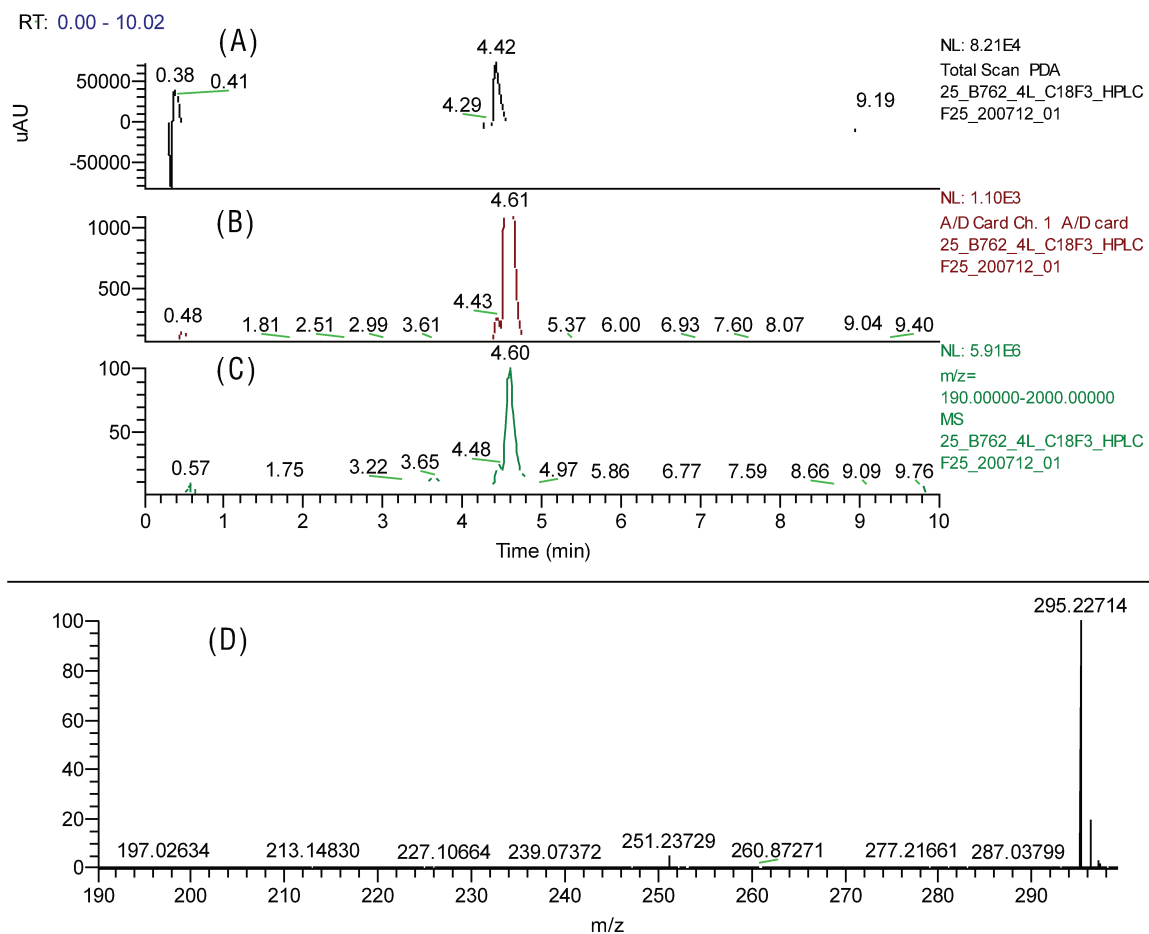 RT: 0.00 - 10.02
(A)
uAU
50000
0
-50000
0.38
0.41
4.29
4.42
9.19
NL: 8.21E4
Total Scan PDA
25_B762_4L_C18F3_HPLC
F25_200712_01
(B)
1000
500
0.48
1.81
2.51
2.99
3.61
4.43
4.61
5.37
6.00
6.93
7.60
8.07
9.04
9.40
NL: 1.10E3
A/D Card Ch. 1 A/D card
25_B762_4L_C18F3_HPLC
F25_200712_01
(C)
100
50
0.57
1.75
3.22
3.65
4.48
4.60
4.97
5.86
6.77
7.59
8.66
9.09
9.76
NL: 5.91E6
m/z=
190.00000-2000.00000
MS
25_B762_4L_C18F3_HPLC
F25_200712_01
0 1 2 3 4 5 6 7 8 9 10
Time (min)
(D)
100
80
60
40
20
0
197.02634
213.14830
227.10664
239.07372
251.23729
260.87271
277.21661
287.03799
295.22714
190 200 210 220 230 240 250 260 270 280 290
m/z